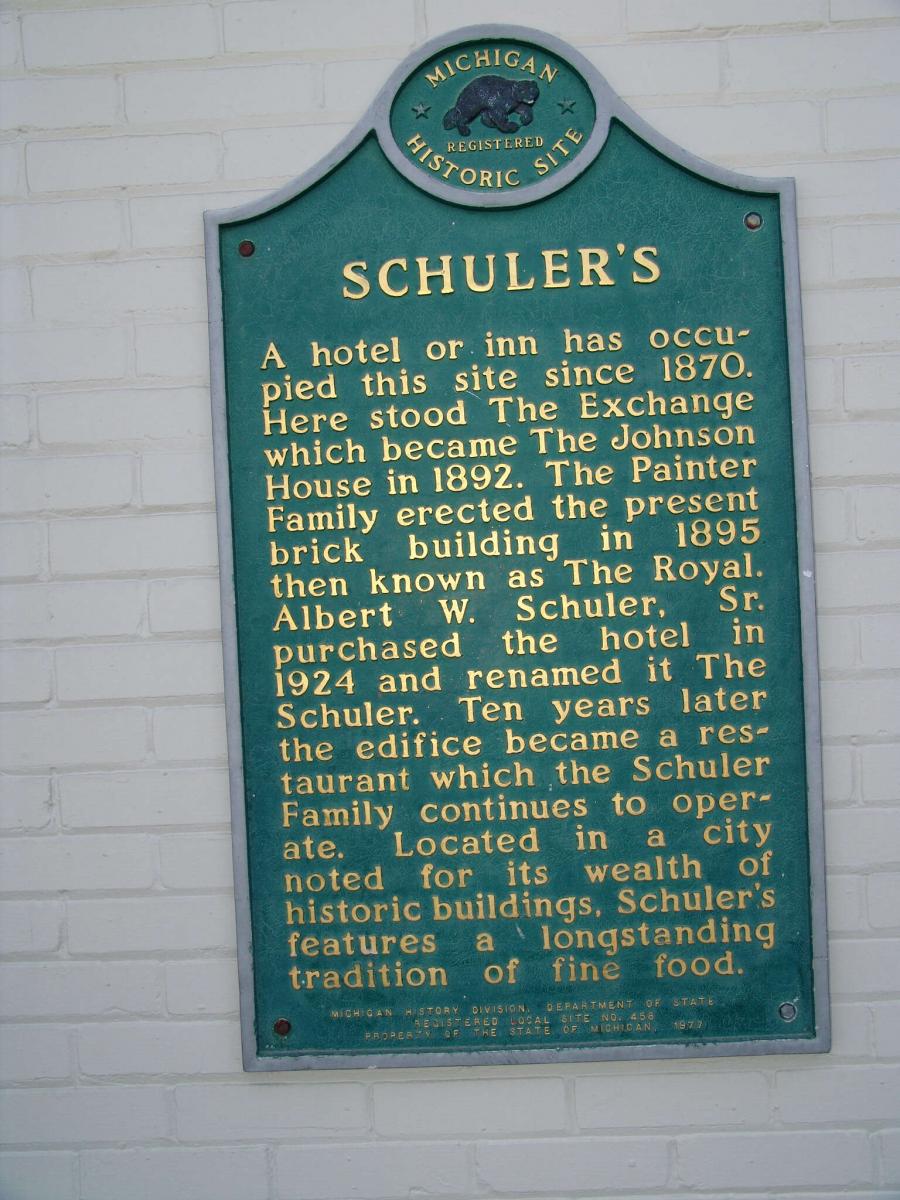 MICHIGAN
REGISTERED
HISTORIC SITE
SCHULER'S
A hotel or inn has occu-
pied this site since 1870.
Here stood The Exchange
which became The Johnson
House in 1892. The Painter
Family erected the present
brick building in 1895
then known as The Royal.
Albert W. Schuler, Sr.
purchased the hotel in
1924 and renamed it The
Schuler. Ten years later
the edifice became a res-
taurant which the Schuler
Family continues to oper-
ate. Located in a city
noted for its wealth of
historic buildings, Schuler's
features a longstanding
tradition of fine food.
MICHIGAN HISTORY DIVISION, DEPARTMENT OF STATE
REGISTERED LOCAL SITE NO. 456
PROPERTY OF THE STATE OF MICHIGAN, 1977